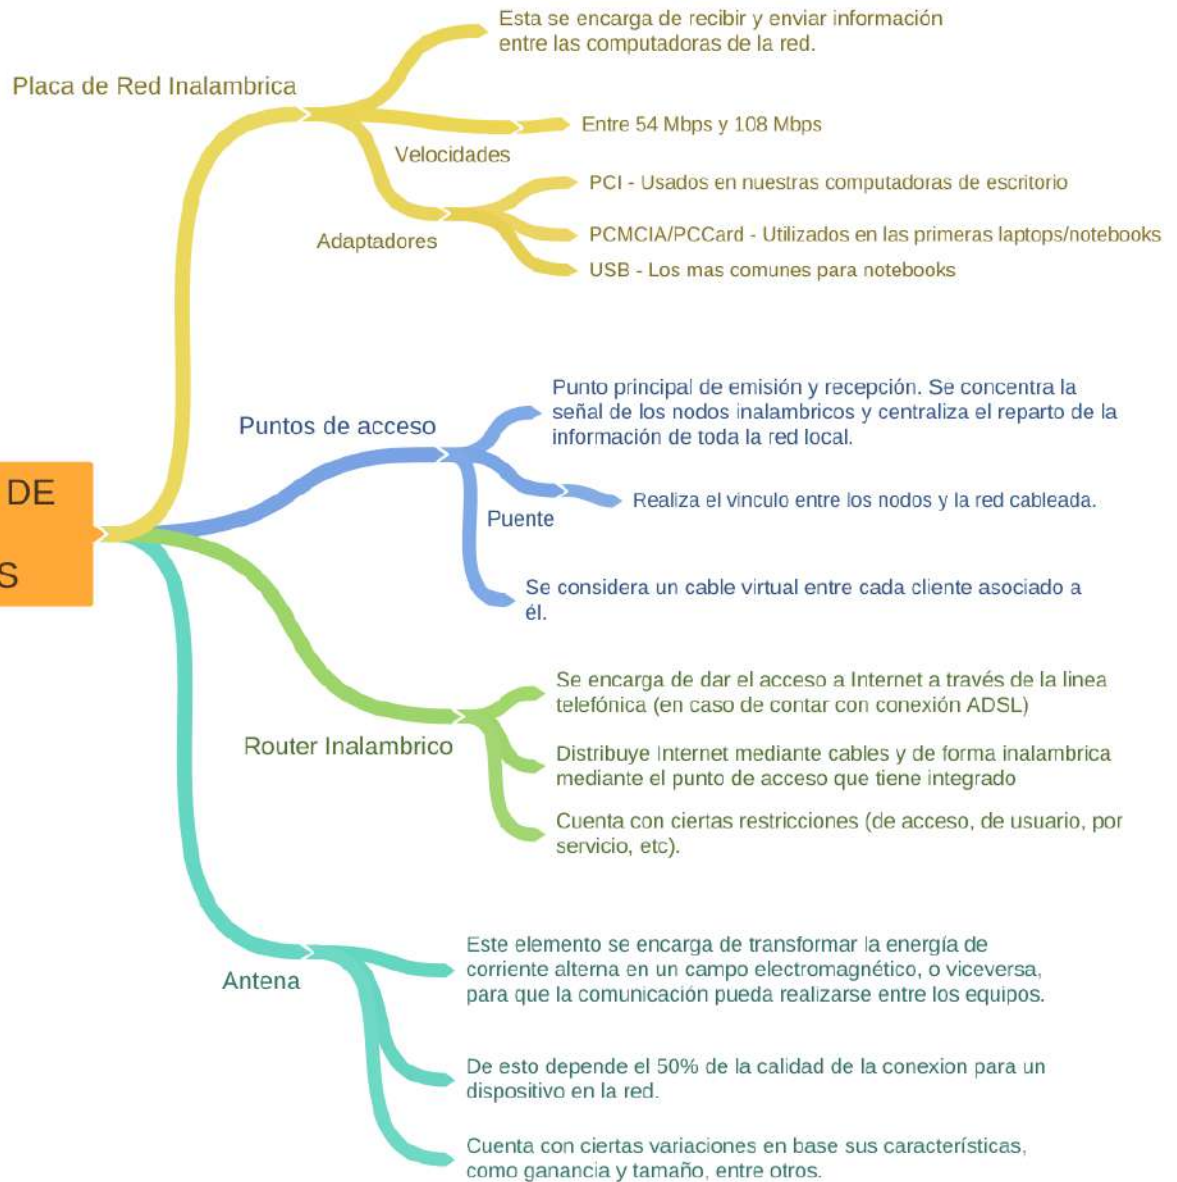 Esta se encarga de recibir y enviar información
entre las computadoras de la red.
Placa de Red Inalambrica
Entre 54 Mbps y 108 Mbps
Velocidades
PCI - Usados en nuestras computadoras de escritorio
Adaptadores
PCMCIA/PCCard - Utilizados en las primeras laptops/notebooks
USB - Los mas comunes para notebooks
Punto principal de emisión y recepción. Se concentra la
señal de los nodos inalambricos y centraliza el reparto de la
información de toda la red local.
Puntos de acceso
Realiza el vinculo entre los nodos y la red cableada.
Puente
Se considera un cable virtual entre cada cliente asociado a
él.
DE
S
Se encarga de dar el acceso a Internet a través de la linea
telefónica (en caso de contar con conexión ADSL)
Router Inalambrico
Distribuye Internet mediante cables y de forma inalambrica
mediante el punto de acceso que tiene integrado
Cuenta con ciertas restricciones (de acceso, de usuario, por
servicio, etc).
Este elemento se encarga de transformar la energía de
corriente alterna en un campo electromagnético, o viceversa,
para que la comunicación pueda realizarse entre los equipos.
Antena
De esto depende el 50% de la calidad de la conexion para un
dispositivo en la red.
Cuenta con ciertas variaciones en base sus características,
como ganancia y tamaño, entre otros.